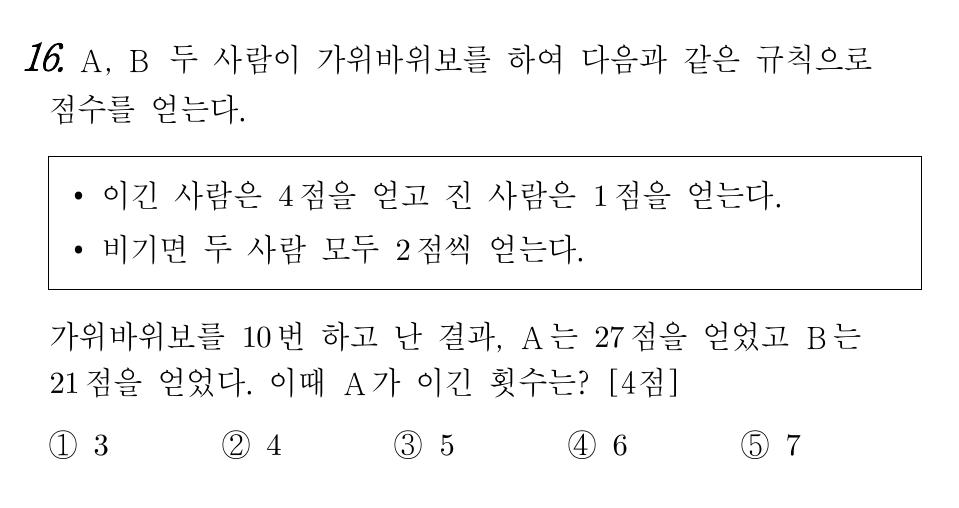 16. A, B 두 사람이 가위바위보를 하여 다음과 같은 규칙으로
점수를 얻는다.
• 이긴 사람은 4점을 얻고 진 사람은 1점을 얻는다.
• 비기면 두 사람 모두 2점씩 얻는다.
가위바위보를 10번 하고 난 결과, A는 27점을 얻었고 B는
21점을 얻었다. 이때 A가 이긴 횟수는? [4점]
① 3 ② 4 ③ 5 ④ 6 ⑤ 7